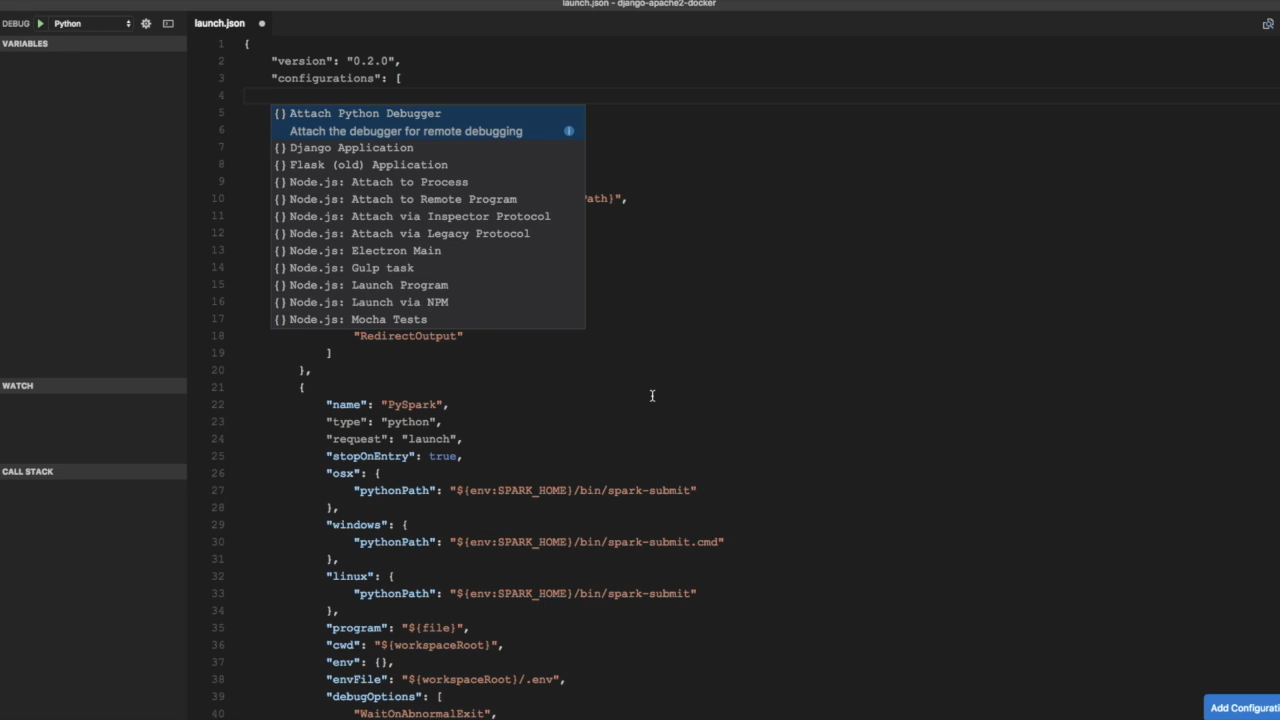 launch.json - django-apache2-docker
DEBUG Python
launch.json
VARIABLES
1 {
2 "version": "0.2.0",
3 "configurations": [
4
5 {} Attach Python Debugger
6 Attach the debugger for remote debugging
7 {} Django Application
8 {} Flask (old) Application
9 {} Node.js: Attach to Process
10 {} Node.js: Attach to Remote Program ath}",
11 {} Node.js: Attach via Inspector Protocol
12 {} Node.js: Attach via Legacy Protocol
13 {} Node.js: Electron Main
14 {} Node.js: Gulp task
15 {} Node.js: Launch Program
16 {} Node.js: Launch via NPM
17 {} Node.js: Mocha Tests
18 "RedirectOutput"
19 ]
20 },
WATCH
21 {
22 "name": "PySpark",
23 "type": "python",
24 "request": "launch",
25 "stopOnEntry": true,
CALL STACK
26 "osx": {
27 "pythonPath": "${env:SPARK_HOME}/bin/spark-submit"
28 },
29 "windows": {
30 "pythonPath": "${env:SPARK_HOME}/bin/spark-submit.cmd"
31 },
32 "linux": {
33 "pythonPath": "${env:SPARK_HOME}/bin/spark-submit"
34 },
35 "program": "${file}",
36 "cwd": "${workspaceRoot}",
37 "env": {},
38 "envFile": "${workspaceRoot}/.env",
39 "debugOptions": [
40 "WaitOnAbnormalExit",
Add Configurati